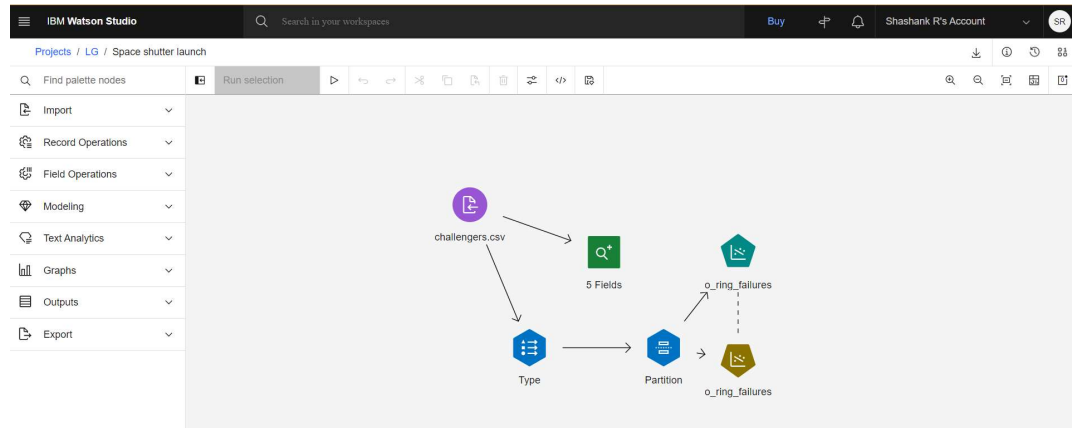 IBM Watson Studio
Search in your workspaces
Buy
Shashank R's Account
SR
Projects / LG / Space shutter launch
Find palette nodes
Run selection
Import
Record Operations
Field Operations
Modeling
Text Analytics
Graphs
Outputs
Export
challengers.csv
5 Fields
o_ring_failures
Type
Partition
o_ring_failures